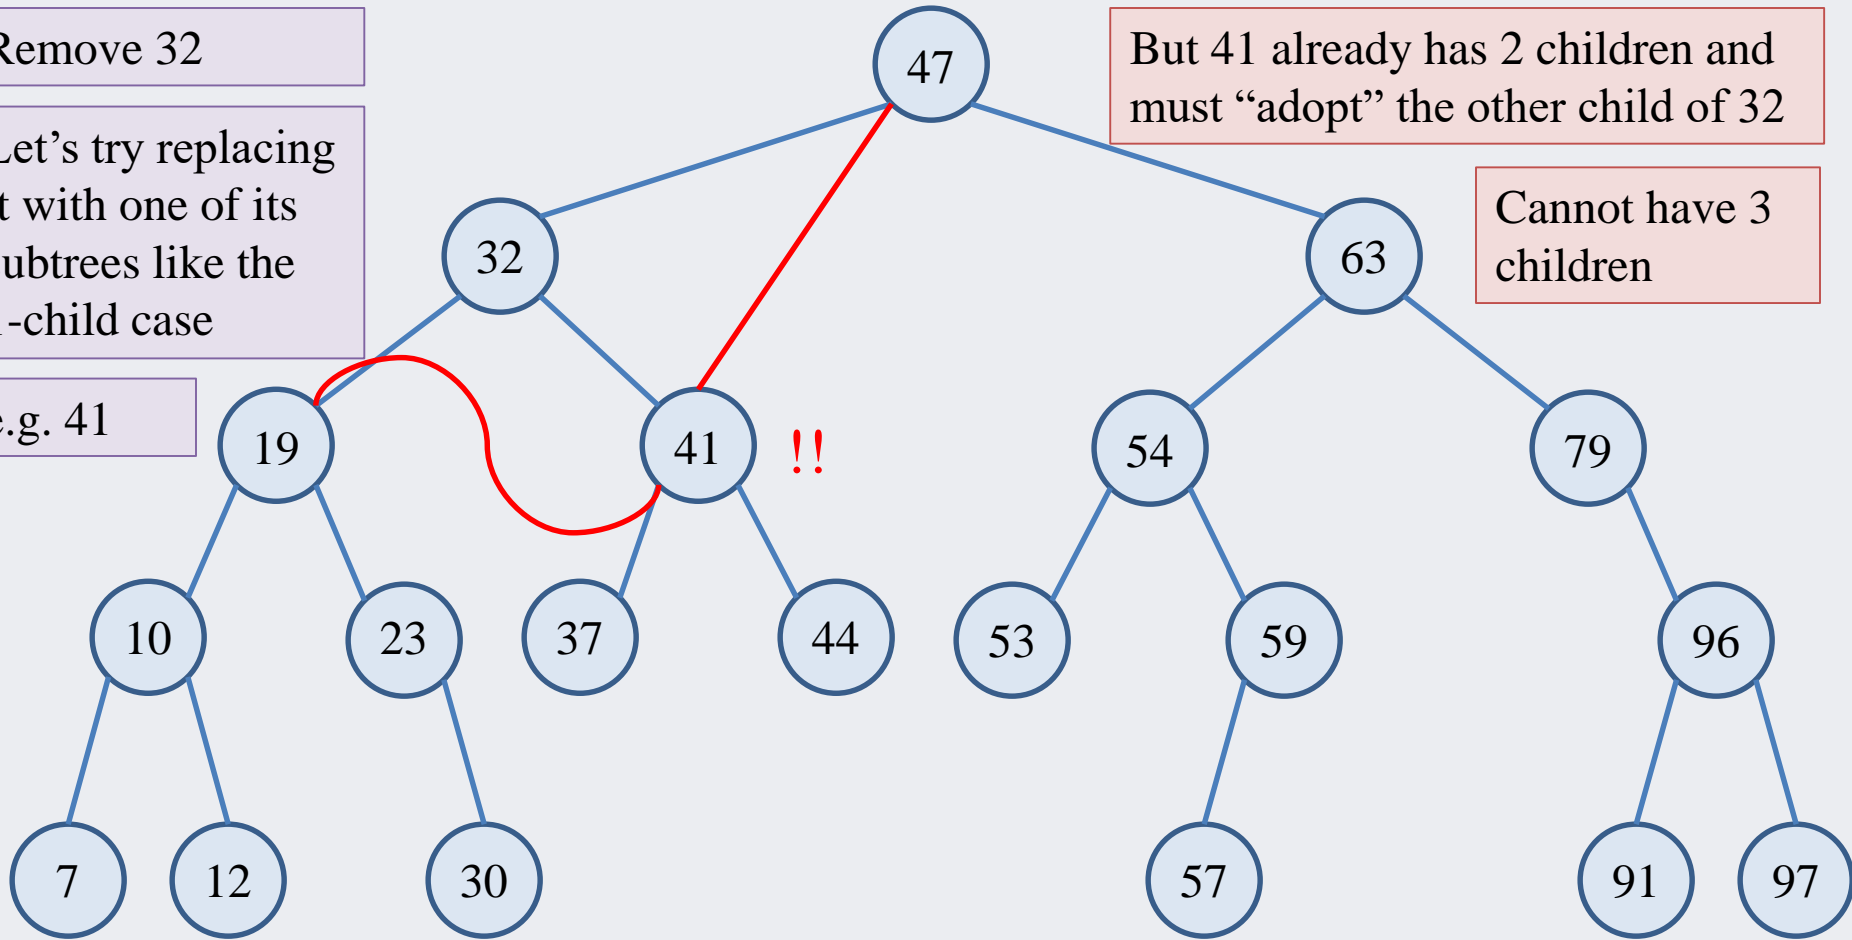 Remove 32
Let’s try replacing
t with one of its
ubtrees like the
-child case
e.g. 41
But 41 already has 2 children and
must “adopt” the other child of 32
Cannot have 3
children
47
32
63
19
41
!!
54
79
10
23
37
44
53
59
96
7
12
30
57
91
97